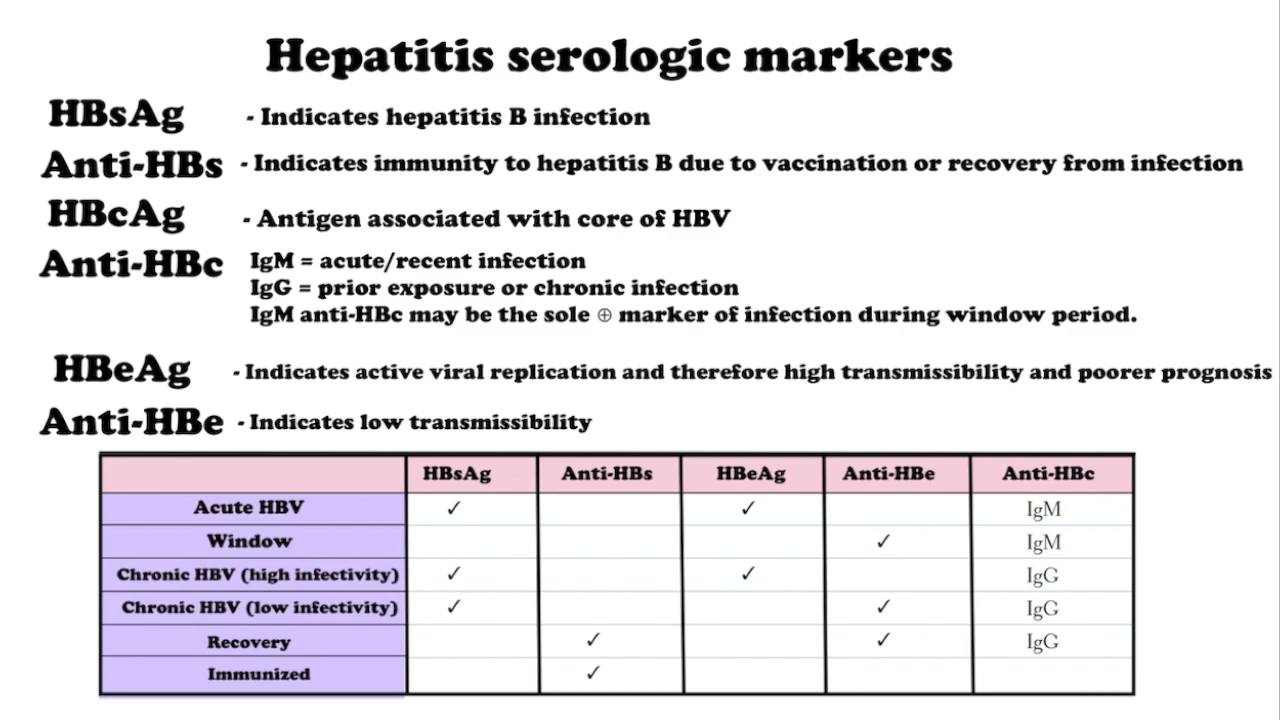 Hepatitis serologic markers
HBsAg - Indicates hepatitis B infection
Anti-HBs - Indicates immunity to hepatitis B due to vaccination or recovery from infection
HBcAg - Antigen associated with core of HBV
Anti-HBc IgM = acute/recent infection
IgG = prior exposure or chronic infection
IgM anti-HBc may be the sole ⊕ marker of infection during window period.
HBeAg - Indicates active viral replication and therefore high transmissibility and poorer prognosis
Anti-HBe - Indicates low transmissibility
HBsAg Anti-HBs HBeAg Anti-HBe Anti-HBc
Acute HBV ✓ ✓ IgM
Window ✓ IgM
Chronic HBV (high infectivity) ✓ ✓ IgG
Chronic HBV (low infectivity) ✓ ✓ IgG
Recovery ✓ ✓ IgG
Immunized ✓